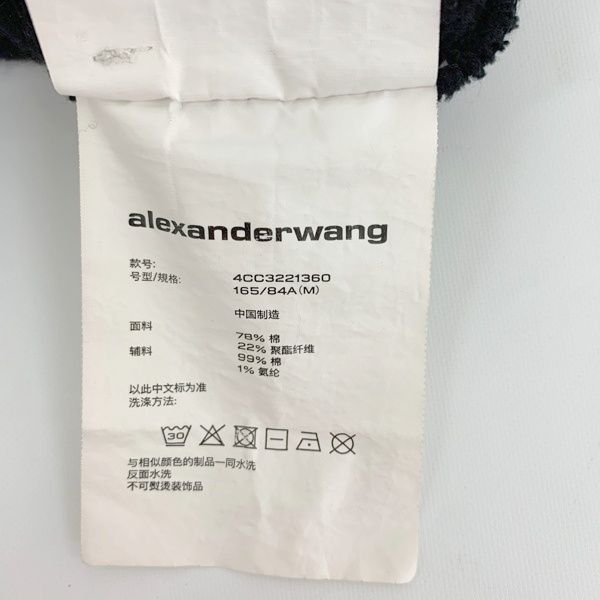 alexanderwang
款号: 4CC3221360
号型/规格: 165/84A(M)
中国制造
面料 78% 棉
22% 聚酯纤维
辅料 99% 棉
1% 氨纶
以此中文标为准
洗涤方法:
30
与相似颜色的制品一同水洗
反面水洗
不可熨烫装饰品